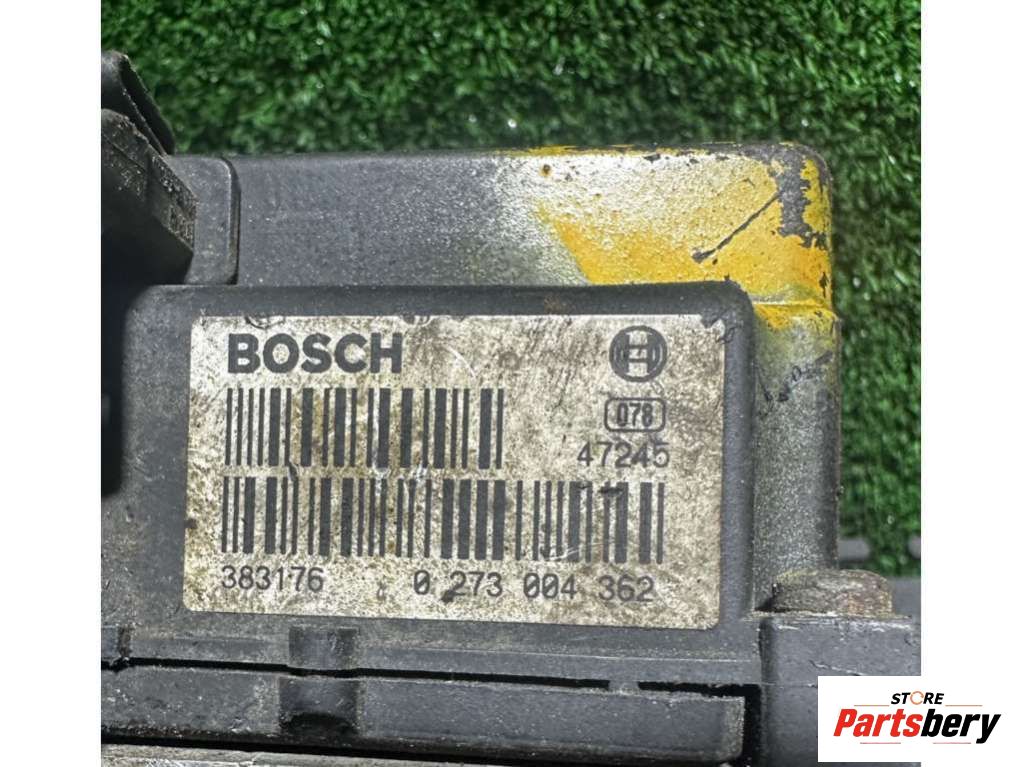 BOSCH
078
47245
383176 0 273 004 362
STORE
Partsbery